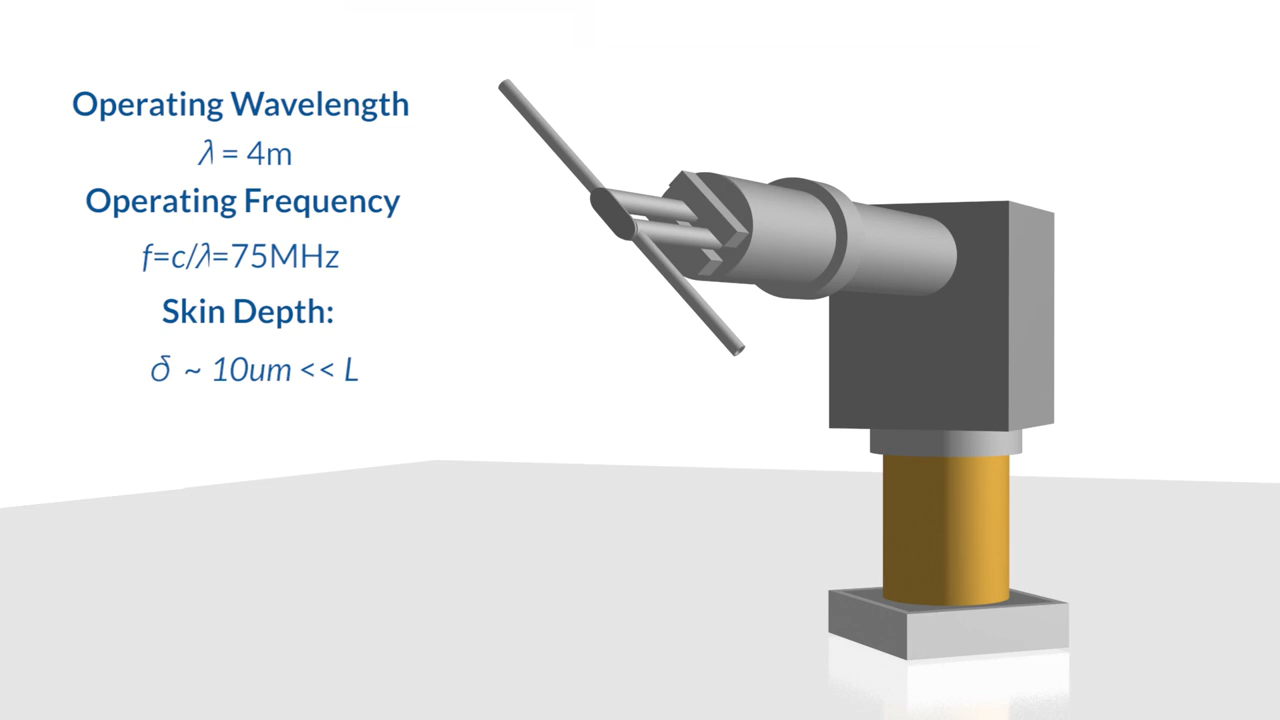 Operating Wavelength
λ = 4m
Operating Frequency
f=c/λ=75MHz
Skin Depth:
δ ~ 10um << L